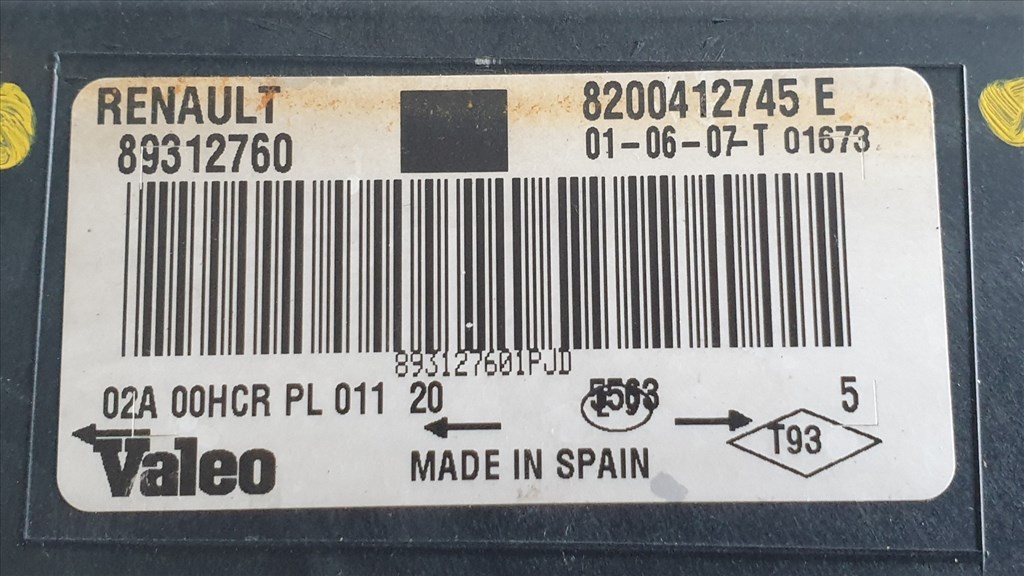 RENAULT 8200412745 E
89312760 01-06-07-T 01673
893127601PJD
02A 00HCR PL 011 20 5563 5
T93
Valeo MADE IN SPAIN